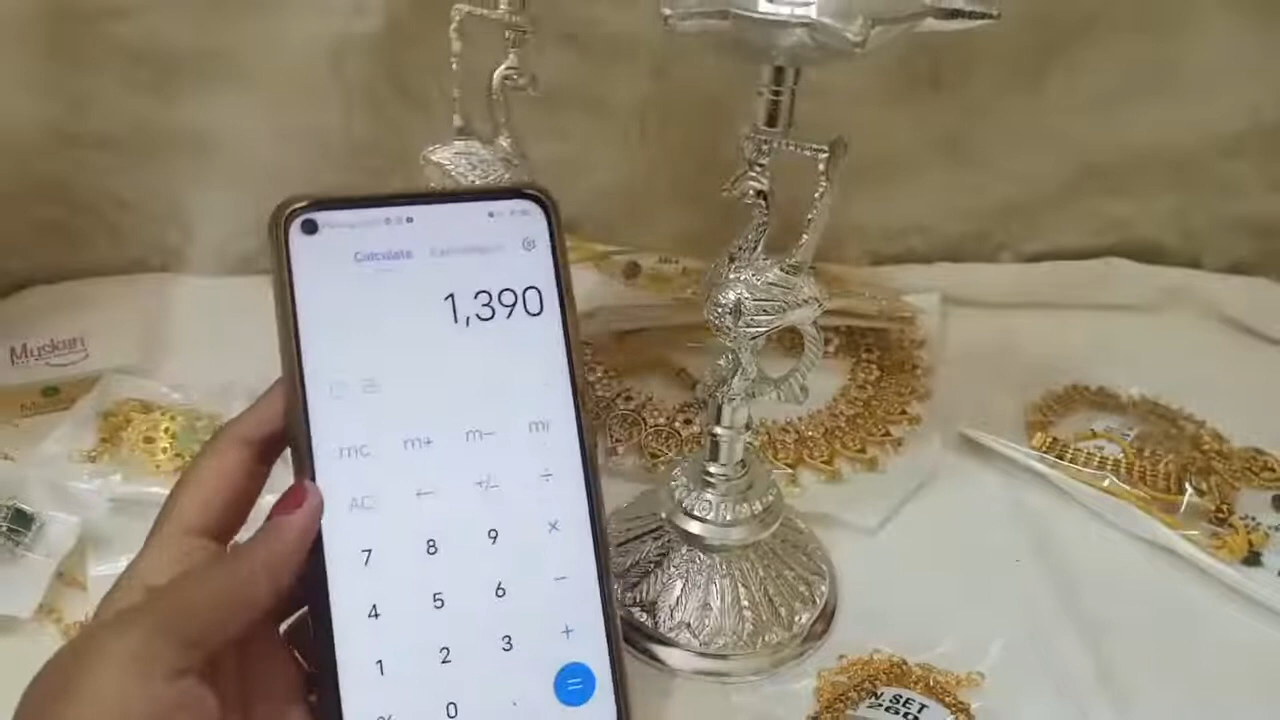 Calculate
1,390
Muskan
mc m+ m- mr
AC ← +/- ÷
7 8 9 ×
4 5 6 −
1 2 3 +
% 0 . =
N.SET
260